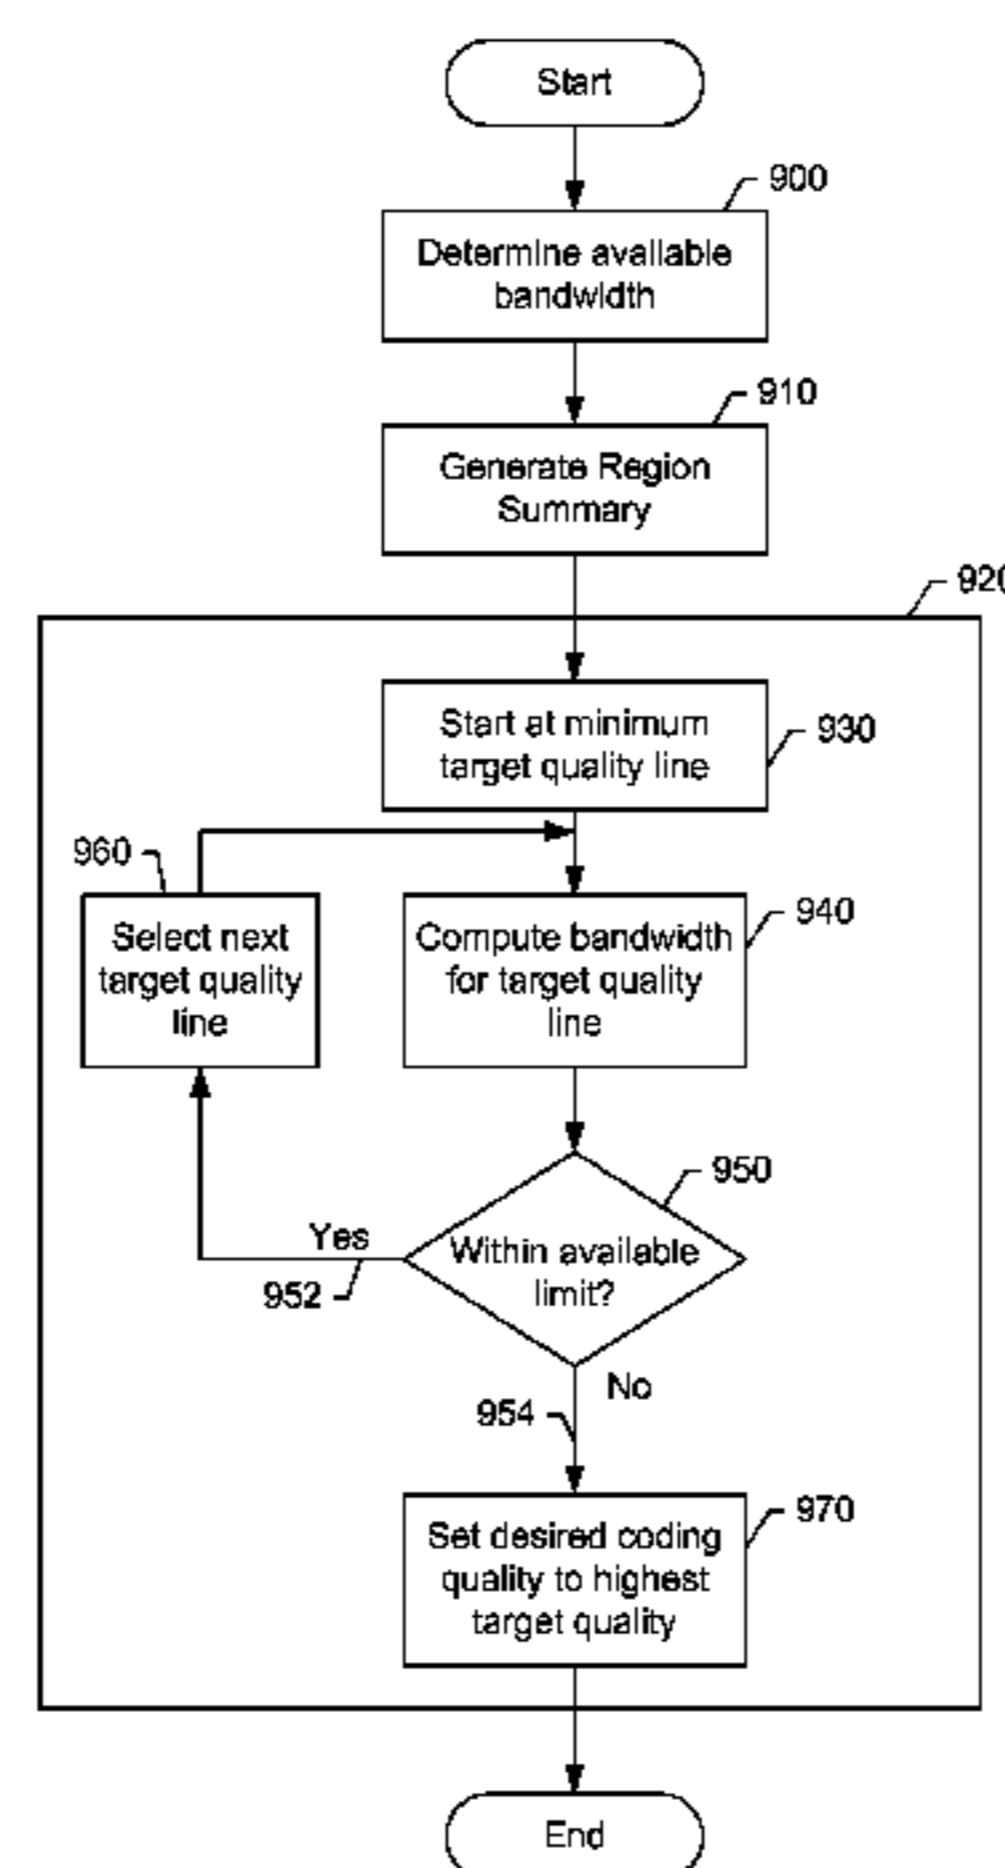 Start
900
Determine available
bandwidth
910
Generate Region
Summary
920
Start at minimum
target quality line
930
960
Select next
target quality
line
Compute bandwidth
for target quality
line
940
950
Within available
limit?
Yes
952
No
954
Set desired coding
quality to highest
target quality
970
End